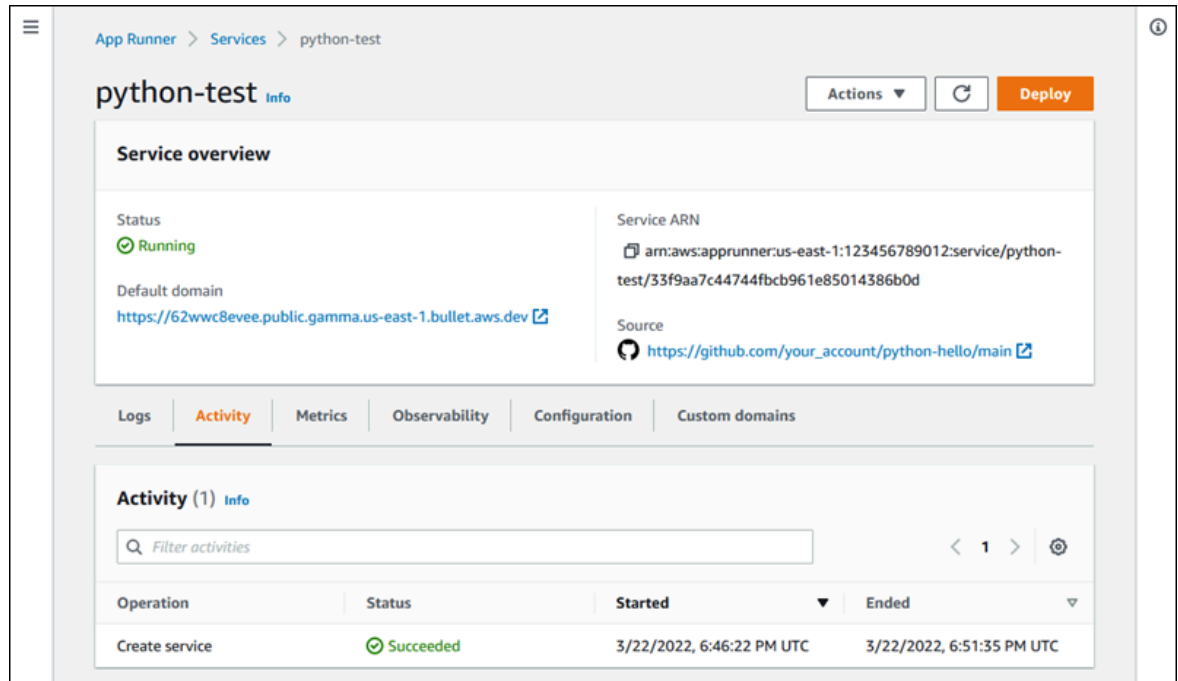 App Runner > Services > python-test
python-test Info
Actions ▼ Deploy
Service overview
Status
Running
Default domain
https://62wwc8evee.public.gamma.us-east-1.bullet.aws.dev
Service ARN
arn:aws:apprunner:us-east-1:123456789012:service/python-
test/33f9aa7c44744fbcb961e85014386b0d
Source
https://github.com/your_account/python-hello/main
Logs Activity Metrics Observability Configuration Custom domains
Activity (1) Info
Filter activities < 1 >
Operation Status Started ▼ Ended ▽
Create service Succeeded 3/22/2022, 6:46:22 PM UTC 3/22/2022, 6:51:35 PM UTC